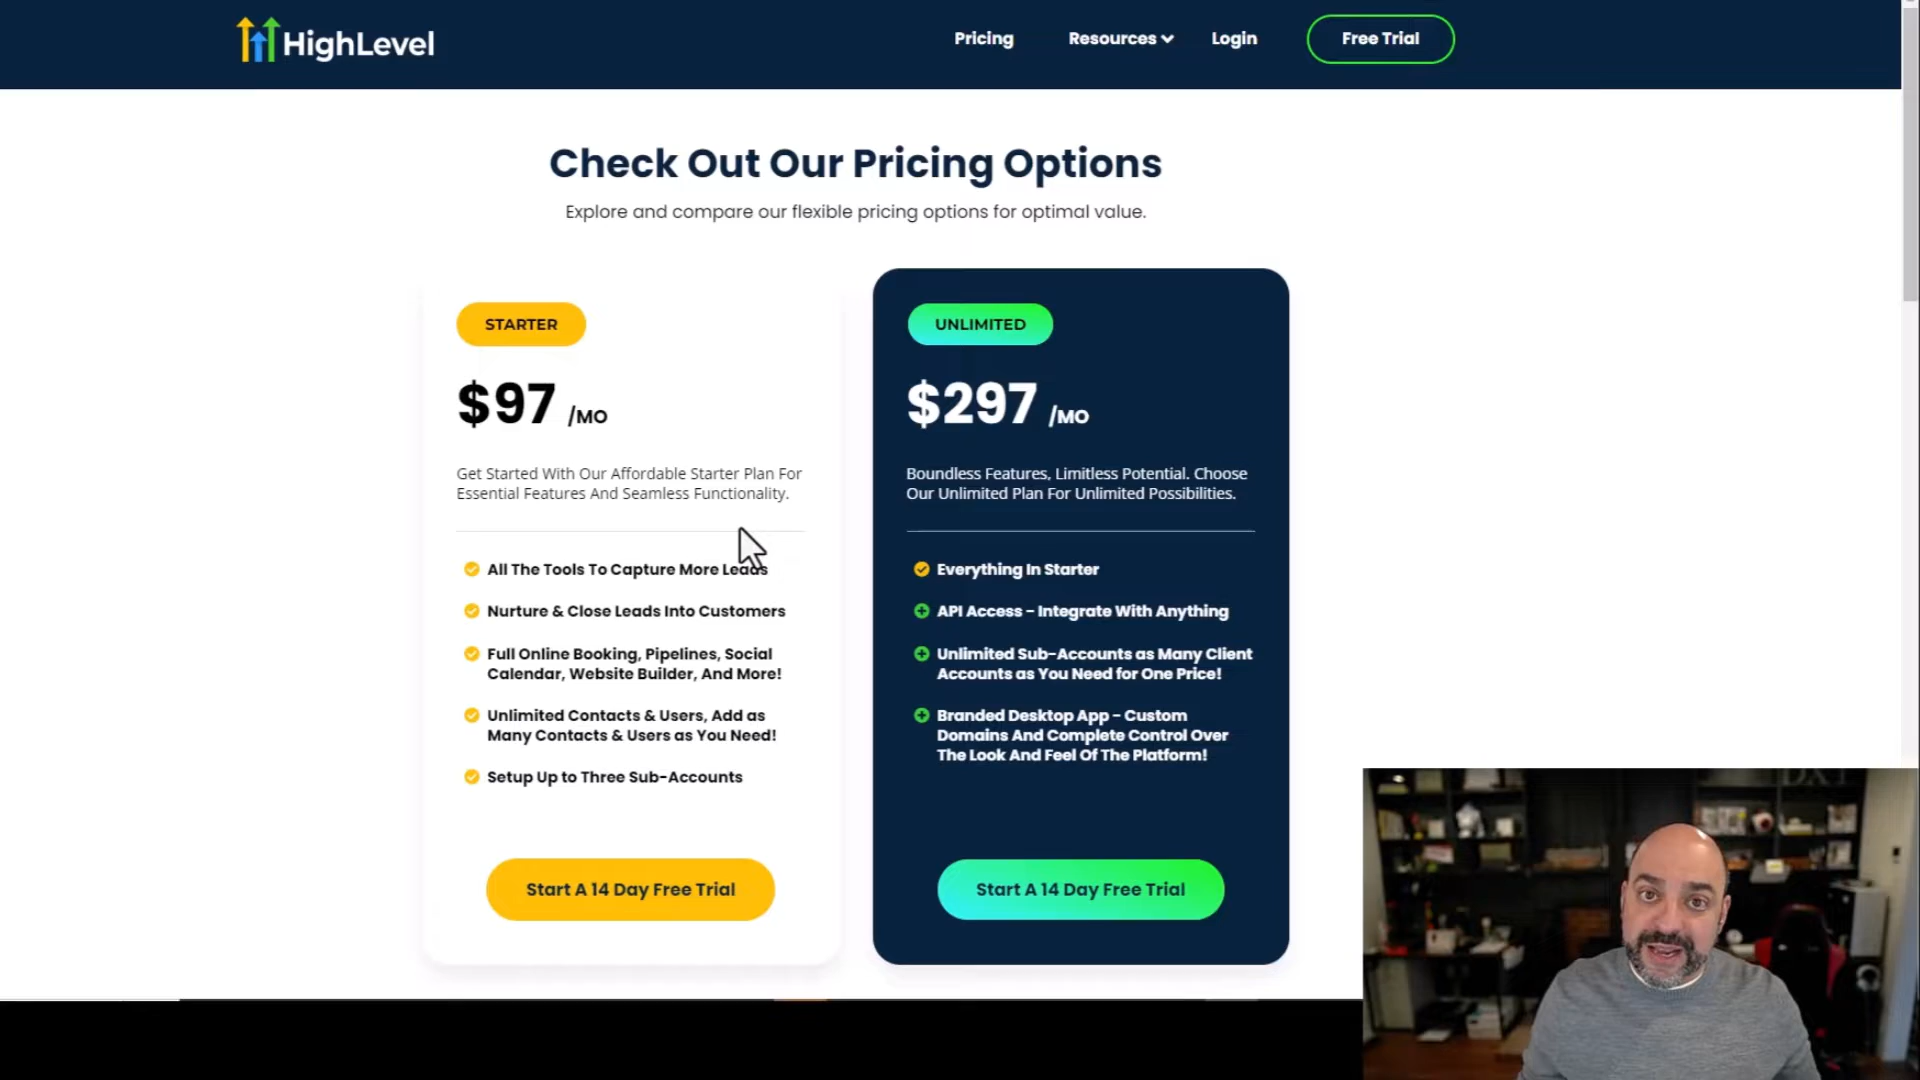 HighLevel
Pricing
Resources
Login
Free Trial
Check Out Our Pricing Options
Explore and compare our flexible pricing options for optimal value.
STARTER
$97 /MO
Get Started With Our Affordable Starter Plan For
Essential Features And Seamless Functionality.
All The Tools To Capture More Leads
Nurture & Close Leads Into Customers
Full Online Booking, Pipelines, Social
Calendar, Website Builder, And More!
Unlimited Contacts & Users, Add as
Many Contacts & Users as You Need!
Setup Up to Three Sub-Accounts
Start A 14 Day Free Trial
UNLIMITED
$297 /MO
Boundless Features, Limitless Potential. Choose
Our Unlimited Plan For Unlimited Possibilities.
Everything In Starter
API Access - Integrate With Anything
Unlimited Sub-Accounts as Many Client
Accounts as You Need for One Price!
Branded Desktop App - Custom
Domains And Complete Control Over
The Look And Feel Of The Platform!
Start A 14 Day Free Trial